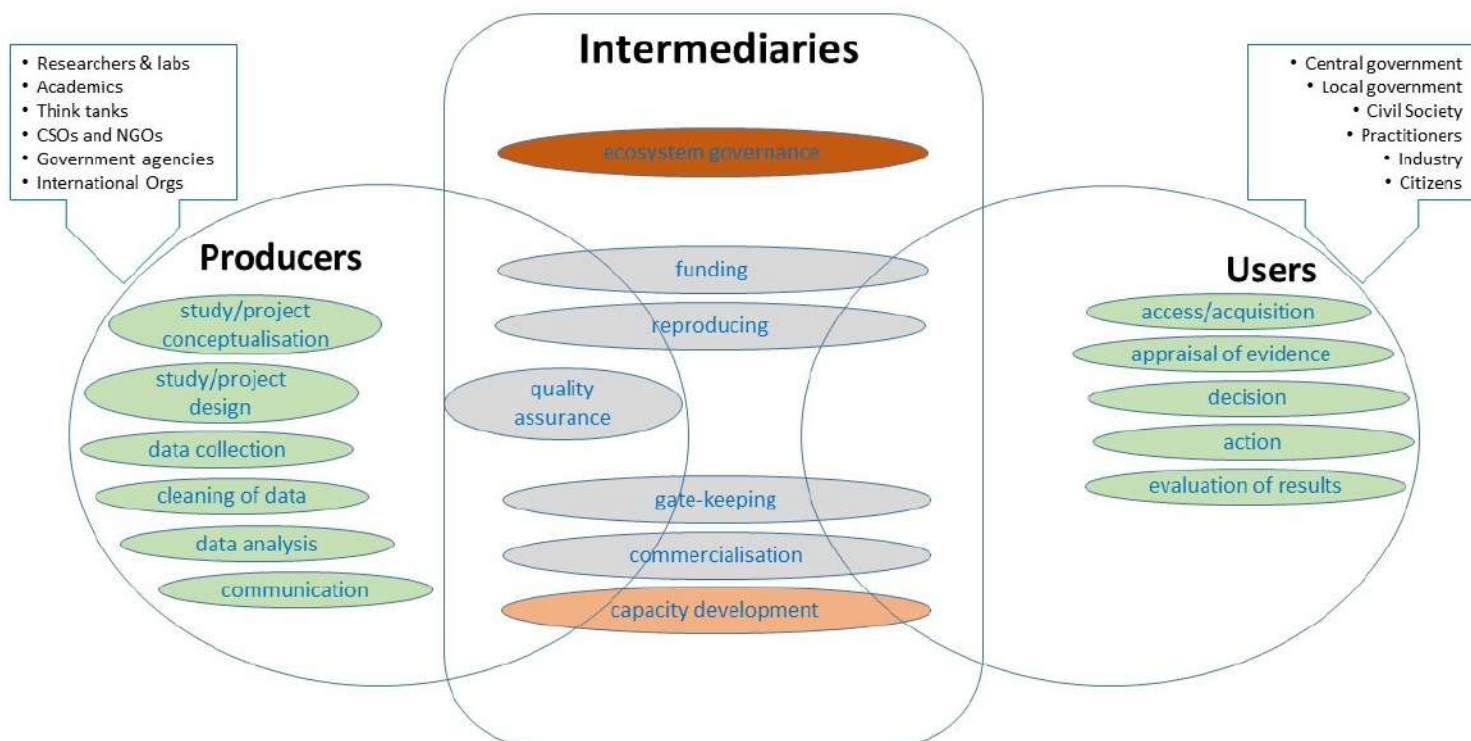 Intermediaries
• Researchers & labs
• Academics
• Think tanks
• CSOs and NGOs
• Government agencies
• International Orgs
• Central government
• Local government
• Civil Society
• Practitioners
• Industry
• Citizens
ecosystem governance
Producers
study/project
conceptualisation
study/project
design
data collection
cleaning of data
data analysis
communication
funding
reproducing
quality
assurance
gate-keeping
commercialisation
capacity development
Users
access/acquisition
appraisal of evidence
decision
action
evaluation of results